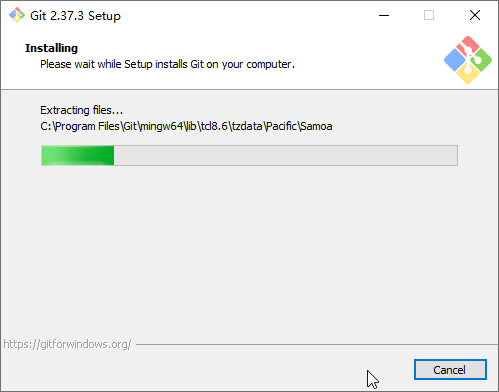 Git 2.37.3 Setup
Installing
Please wait while Setup installs Git on your computer.
Extracting files...
C:\Program Files\Git\mingw64\lib\tcl8.6\tzdata\Pacific\Samoa
https://gitforwindows.org/
Cancel